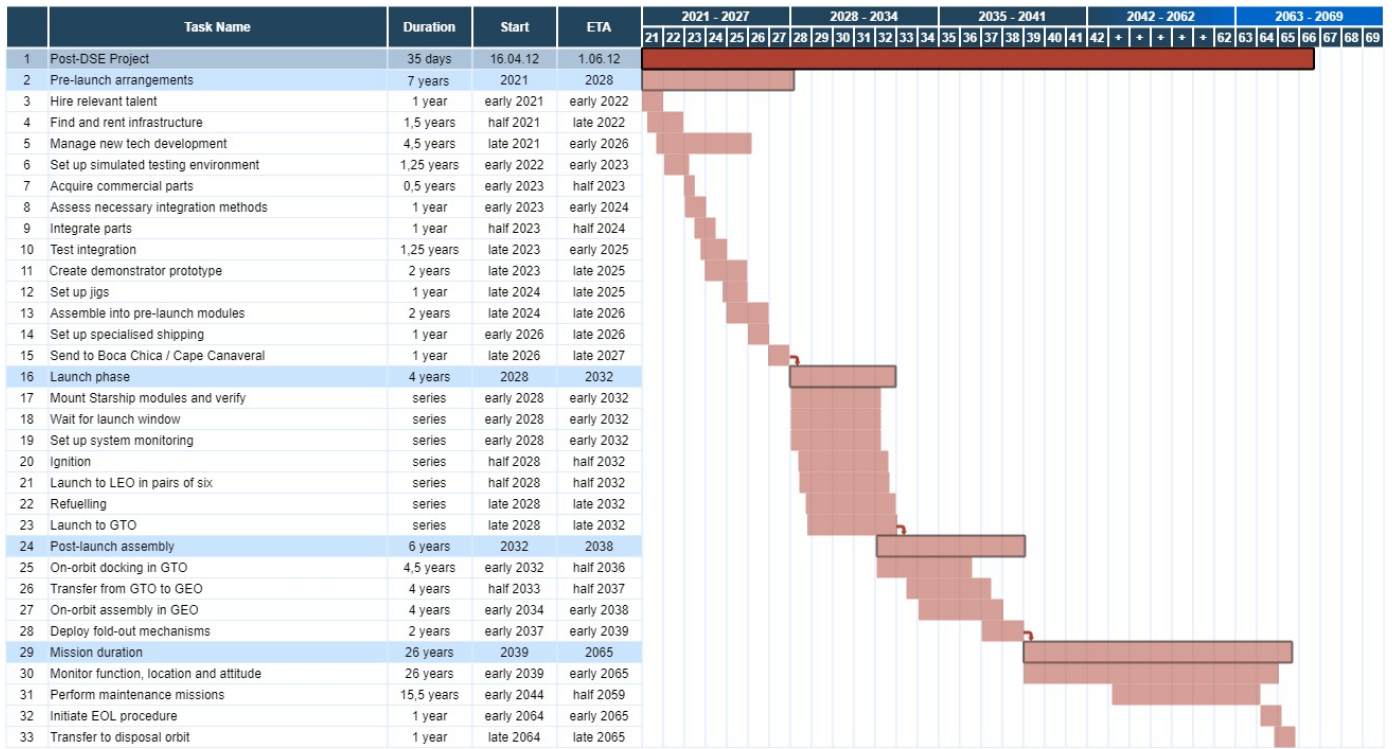 Task Name Duration Start ETA 2021 - 2027 2028 - 2034 2035 - 2041 2042 - 2062 2063 - 2069
21 22 23 24 25 26 27 28 29 30 31 32 33 34 35 36 37 38 39 40 41 42 + + + + + 62 63 64 65 66 67 68 69
1 Post-DSE Project 35 days 16.04.12 1.06.12
2 Pre-launch arrangements 7 years 2021 2028
3 Hire relevant talent 1 year early 2021 early 2022
4 Find and rent infrastructure 1,5 years half 2021 late 2022
5 Manage new tech development 4,5 years late 2021 early 2026
6 Set up simulated testing environment 1,25 years early 2022 early 2023
7 Acquire commercial parts 0,5 years early 2023 half 2023
8 Assess necessary integration methods 1 year early 2023 early 2024
9 Integrate parts 1 year half 2023 half 2024
10 Test integration 1,25 years late 2023 early 2025
11 Create demonstrator prototype 2 years late 2023 late 2025
12 Set up jigs 1 year late 2024 late 2025
13 Assemble into pre-launch modules 2 years late 2024 late 2026
14 Set up specialised shipping 1 year early 2026 late 2026
15 Send to Boca Chica / Cape Canaveral 1 year late 2026 late 2027
16 Launch phase 4 years 2028 2032
17 Mount Starship modules and verify series early 2028 early 2032
18 Wait for launch window series early 2028 early 2032
19 Set up system monitoring series early 2028 early 2032
20 Ignition series half 2028 half 2032
21 Launch to LEO in pairs of six series half 2028 half 2032
22 Refuelling series late 2028 late 2032
23 Launch to GTO series late 2028 late 2032
24 Post-launch assembly 6 years 2032 2038
25 On-orbit docking in GTO 4,5 years early 2032 half 2036
26 Transfer from GTO to GEO 4 years half 2033 half 2037
27 On-orbit assembly in GEO 4 years early 2034 early 2038
28 Deploy fold-out mechanisms 2 years early 2037 early 2039
29 Mission duration 26 years 2039 2065
30 Monitor function, location and attitude 26 years early 2039 early 2065
31 Perform maintenance missions 15,5 years early 2044 half 2059
32 Initiate EOL procedure 1 year early 2064 early 2065
33 Transfer to disposal orbit 1 year late 2064 late 2065